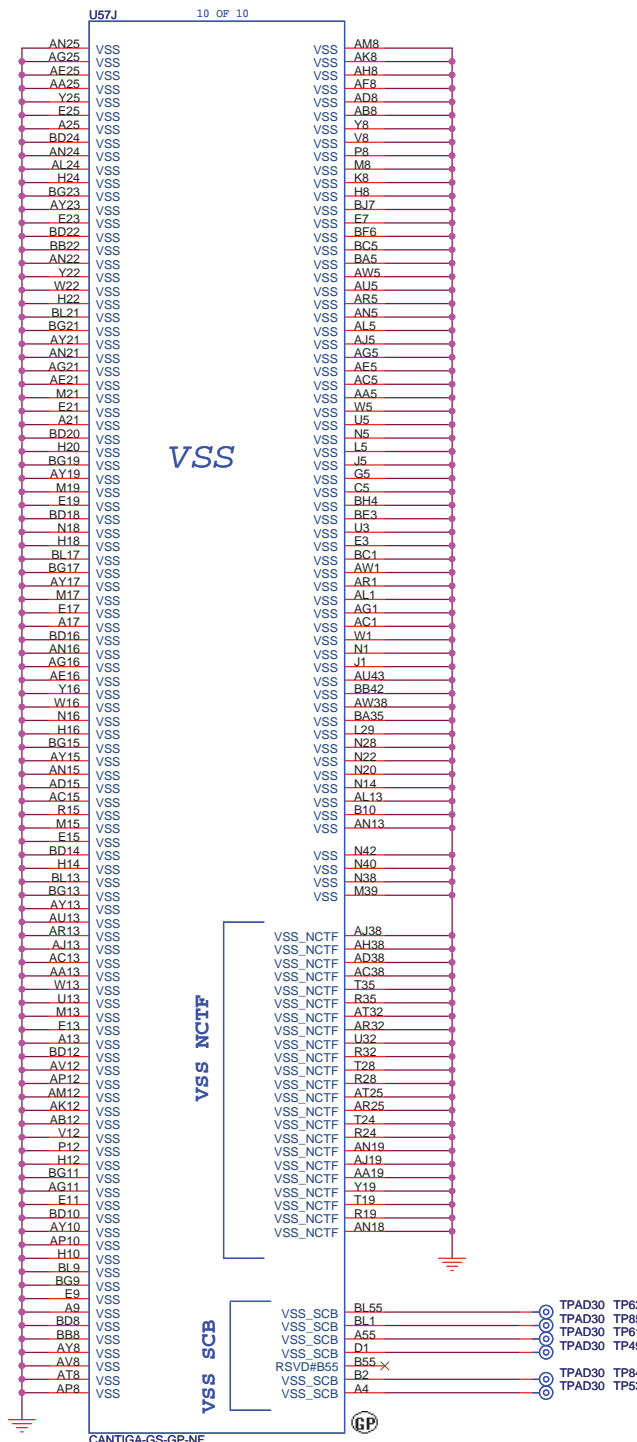 U57J 10 OF 10
AN25 VSS VSS AM8
AG25 VSS VSS AK8
AE25 VSS VSS AH8
AA25 VSS VSS AF8
Y25 VSS VSS AD8
E25 VSS VSS AB8
A25 VSS VSS Y8
BD24 VSS VSS V8
AN24 VSS VSS P8
AL24 VSS VSS M8
H24 VSS VSS K8
BG23 VSS VSS H8
AY23 VSS VSS BJ7
E23 VSS VSS E7
BD22 VSS VSS BF6
BB22 VSS VSS BC5
AN22 VSS VSS BA5
Y22 VSS VSS AW5
W22 VSS VSS AU5
H22 VSS VSS AR5
BL21 VSS VSS AN5
BG21 VSS VSS AL5
AY21 VSS VSS AJ5
AN21 VSS VSS AG5
AG21 VSS VSS AE5
AE21 VSS VSS AC5
M21 VSS VSS AA5
E21 VSS VSS W5
A21 VSS VSS U5
BD20 VSS VSS N5
H20 VSS VSS VSS L5
BG19 VSS VSS J5
AY19 VSS VSS G5
M19 VSS VSS C5
E19 VSS VSS BH4
BD18 VSS VSS BE3
N18 VSS VSS U3
H18 VSS VSS E3
BL17 VSS VSS BC1
BG17 VSS VSS AW1
AY17 VSS VSS AR1
M17 VSS VSS AL1
E17 VSS VSS AG1
A17 VSS VSS AC1
BD16 VSS VSS W1
AN16 VSS VSS N1
AG16 VSS VSS J1
AE16 VSS VSS AU43
Y16 VSS VSS BB42
W16 VSS VSS AW38
N16 VSS VSS BA35
H16 VSS VSS L29
BG15 VSS VSS N28
AY15 VSS VSS N22
AN15 VSS VSS N20
AD15 VSS VSS N14
AC15 VSS VSS AL13
R15 VSS VSS B10
M15 VSS VSS AN13
E15 VSS
BD14 VSS VSS N42
H14 VSS VSS N40
BL13 VSS VSS N38
BG13 VSS VSS M39
AY13 VSS
AU13 VSS
AR13 VSS VSS_NCTF AJ38
AJ13 VSS VSS_NCTF AH38
AC13 VSS VSS_NCTF AD38
AA13 VSS VSS_NCTF AC38
W13 VSS VSS_NCTF T35
U13 VSS VSS_NCTF R35
M13 VSS VSS_NCTF AT32
E13 VSS VSS_NCTF AR32
A13 VSS VSS_NCTF U32
BD12 VSS VSS_NCTF R32
AV12 VSS VSS_NCTF T28
AP12 VSS VSS_NCTF R28
AM12 VSS VSS_NCTF AT25
AK12 VSS VSS_NCTF AR25
AB12 VSS VSS_NCTF T24
V12 VSS VSS_NCTF R24
P12 VSS VSS_NCTF AN19
H12 VSS VSS_NCTF AJ19
BG11 VSS VSS_NCTF AA19
AG11 VSS VSS_NCTF Y19
E11 VSS VSS_NCTF T19
BD10 VSS VSS_NCTF R19
AY10 VSS VSS_NCTF AN18
AP10 VSS
H10 VSS
VSS NCTF
BL9 VSS
BG9 VSS
E9 VSS
A9 VSS VSS_SCB BL55 TPAD30
BD8 VSS VSS_SCB BL1 TPAD30
BB8 VSS VSS_SCB A55 TPAD30
AY8 VSS VSS_SCB D1 TPAD30
AV8 VSS RSVD#B55 B55
AT8 VSS VSS_SCB B2 TPAD30
AP8 VSS VSS_SCB A4 TPAD30
VSS SCB
GP
CANTIGA-GS-GP-NF